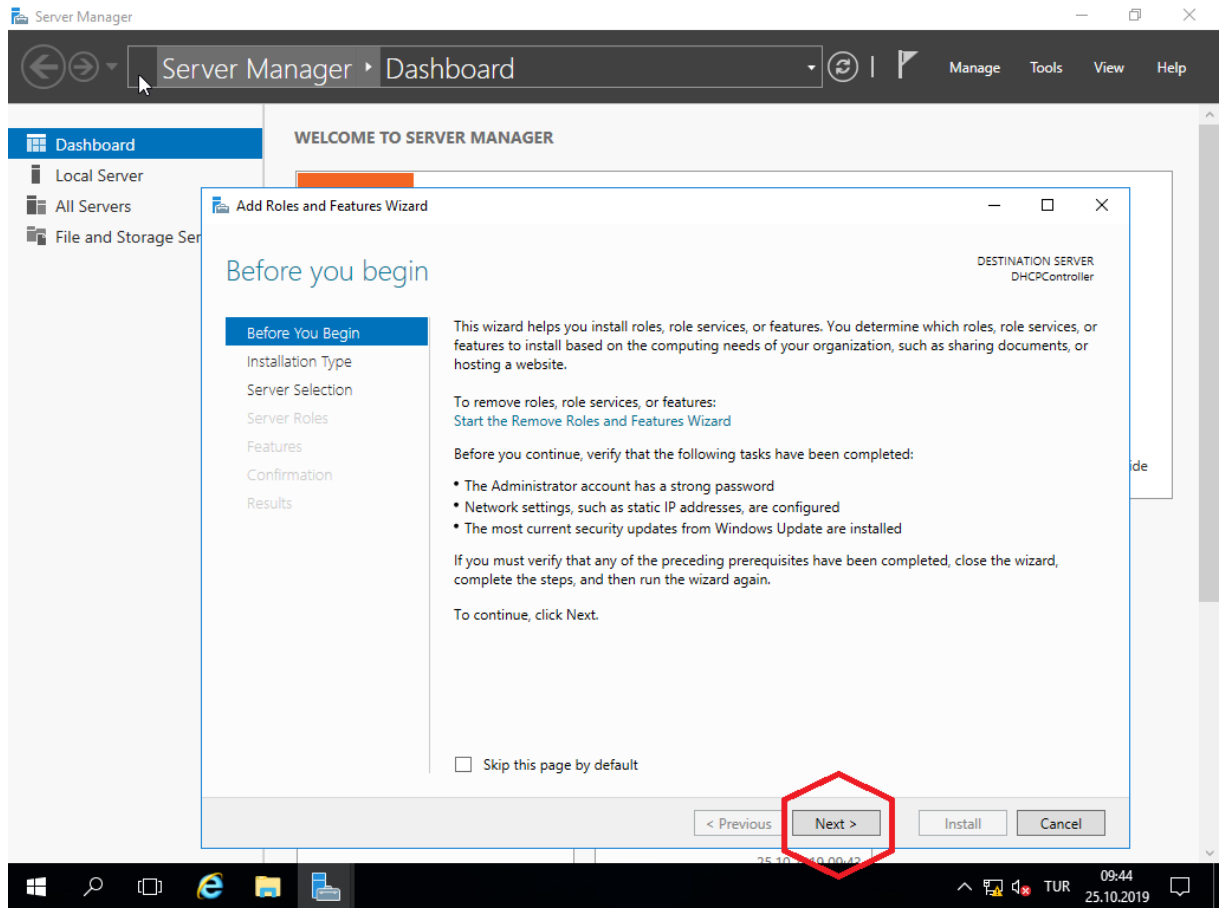 Server Manager
Server Manager Dashboard
Manage Tools View Help
Dashboard
Local Server
All Servers
File and Storage Ser
WELCOME TO SERVER MANAGER
Add Roles and Features Wizard
Before you begin
DESTINATION SERVER
DHCPController
Before You Begin
Installation Type
Server Selection
Server Roles
Features
Confirmation
Results
This wizard helps you install roles, role services, or features. You determine which roles, role services, or
features to install based on the computing needs of your organization, such as sharing documents, or
hosting a website.
To remove roles, role services, or features:
Start the Remove Roles and Features Wizard
Before you continue, verify that the following tasks have been completed:
• The Administrator account has a strong password
• Network settings, such as static IP addresses, are configured
• The most current security updates from Windows Update are installed
If you must verify that any of the preceding prerequisites have been completed, close the wizard,
complete the steps, and then run the wizard again.
To continue, click Next.
ide
Skip this page by default
< Previous Next > Install Cancel
25.10.2019 09:43
TUR
09:44
25.10.2019